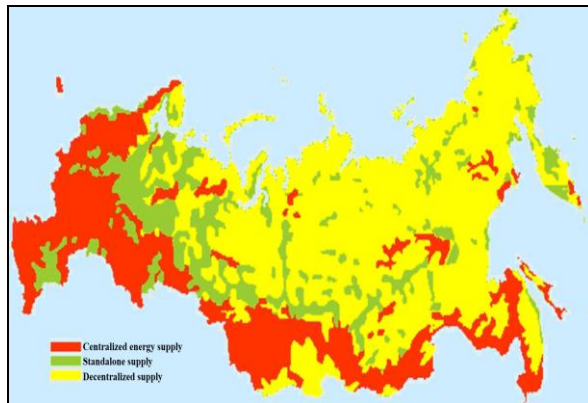 Centralized energy supply
Standalone supply
Decentralized supply